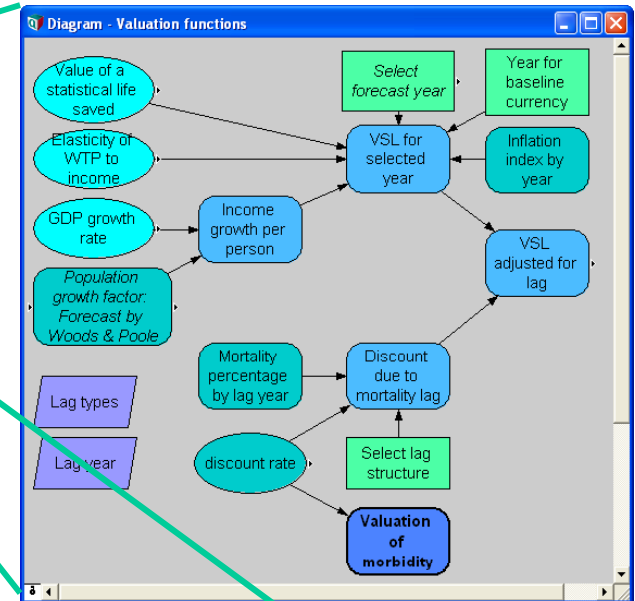 Diagram - Valuation functions
Value of a
statistical life
saved
Select
forecast year
Year for
baseline
currency
Elasticity of
WTP to
income
VSL for
selected
year
Inflation
index by
year
GDP growth
rate
Income
growth per
person
VSL
adjusted for
lag
Population
growth factor:
Forecast by
Woods & Poole
Mortality
percentage
by lag year
Discount
due to
mortality lag
Lag types
Lag year
discount rate
Select lag
structure
Valuation
of
morbidity